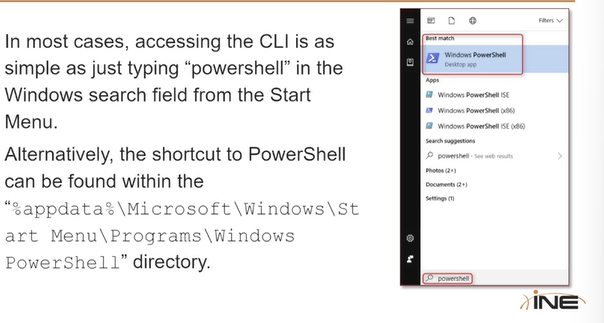 In most cases, accessing the CLI is as
simple as just typing “powershell” in the
Windows search field from the Start
Menu.
Alternatively, the shortcut to PowerShell
can be found within the
“%appdata%\Microsoft\Windows\St
art Menu\Programs\Windows
PowerShell” directory.
Filters
Best match
Windows PowerShell
Desktop app
Apps
Windows PowerShell ISE
Windows PowerShell (x86)
Windows PowerShell ISE (x86)
Search suggestions
powershell - See web results
Photos (2+)
Documents (2+)
Settings (1)
powershell
INE